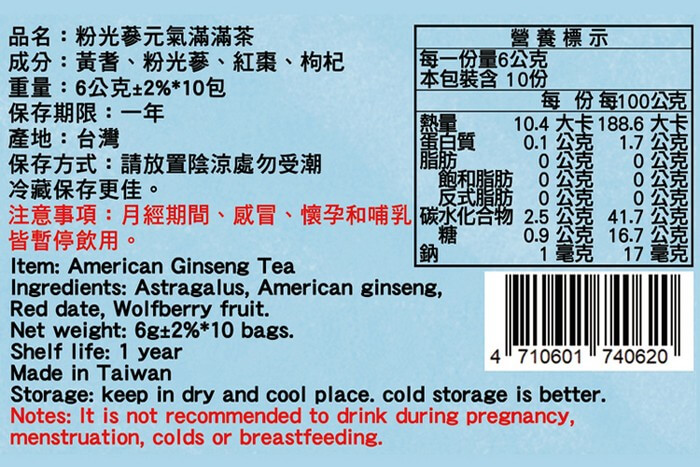 品名：粉光蔘元氣滿滿茶
成分：黃耆、粉光蔘、紅棗、枸杞
重量：6公克±2%*10包
保存期限：一年
產地：台灣
保存方式：請放置陰涼處勿受潮
冷藏保存更佳。
注意事項：月經期間、感冒、懷孕和哺乳
皆暫停飲用。
Item: American Ginseng Tea
Ingredients: Astragalus, American ginseng,
Red date, Wolfberry fruit.
Net weight: 6g±2%*10 bags.
Shelf life: 1 year
Made in Taiwan
Storage: keep in dry and cool place. cold storage is better.
Notes: It is not recommended to drink during pregnancy,
menstruation, colds or breastfeeding.
營養標示
每一份量6公克
本包裝含 10份
每 份 每100公克
熱量 10.4 大卡 188.6 大卡
蛋白質 0.1 公克 1.7 公克
脂肪 0 公克 0 公克
飽和脂肪 0 公克 0 公克
反式脂肪 0 公克 0 公克
碳水化合物 2.5 公克 41.7 公克
糖 0.9 公克 16.7 公克
鈉 1 毫克 17 毫克
4 710601 740620